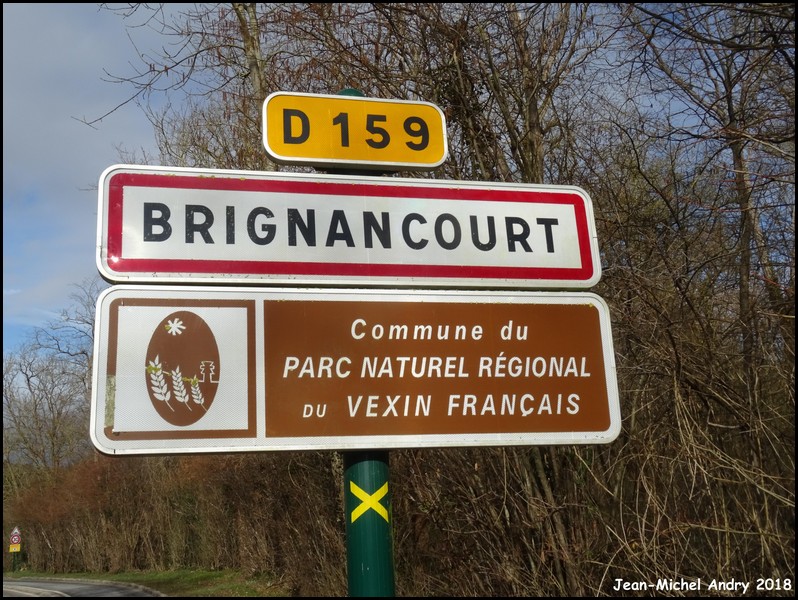 D 159
BRIGNANCOURT
Commune du
PARC NATUREL RÉGIONAL
DU VEXIN FRANÇAIS
Jean-Michel Andry 2018